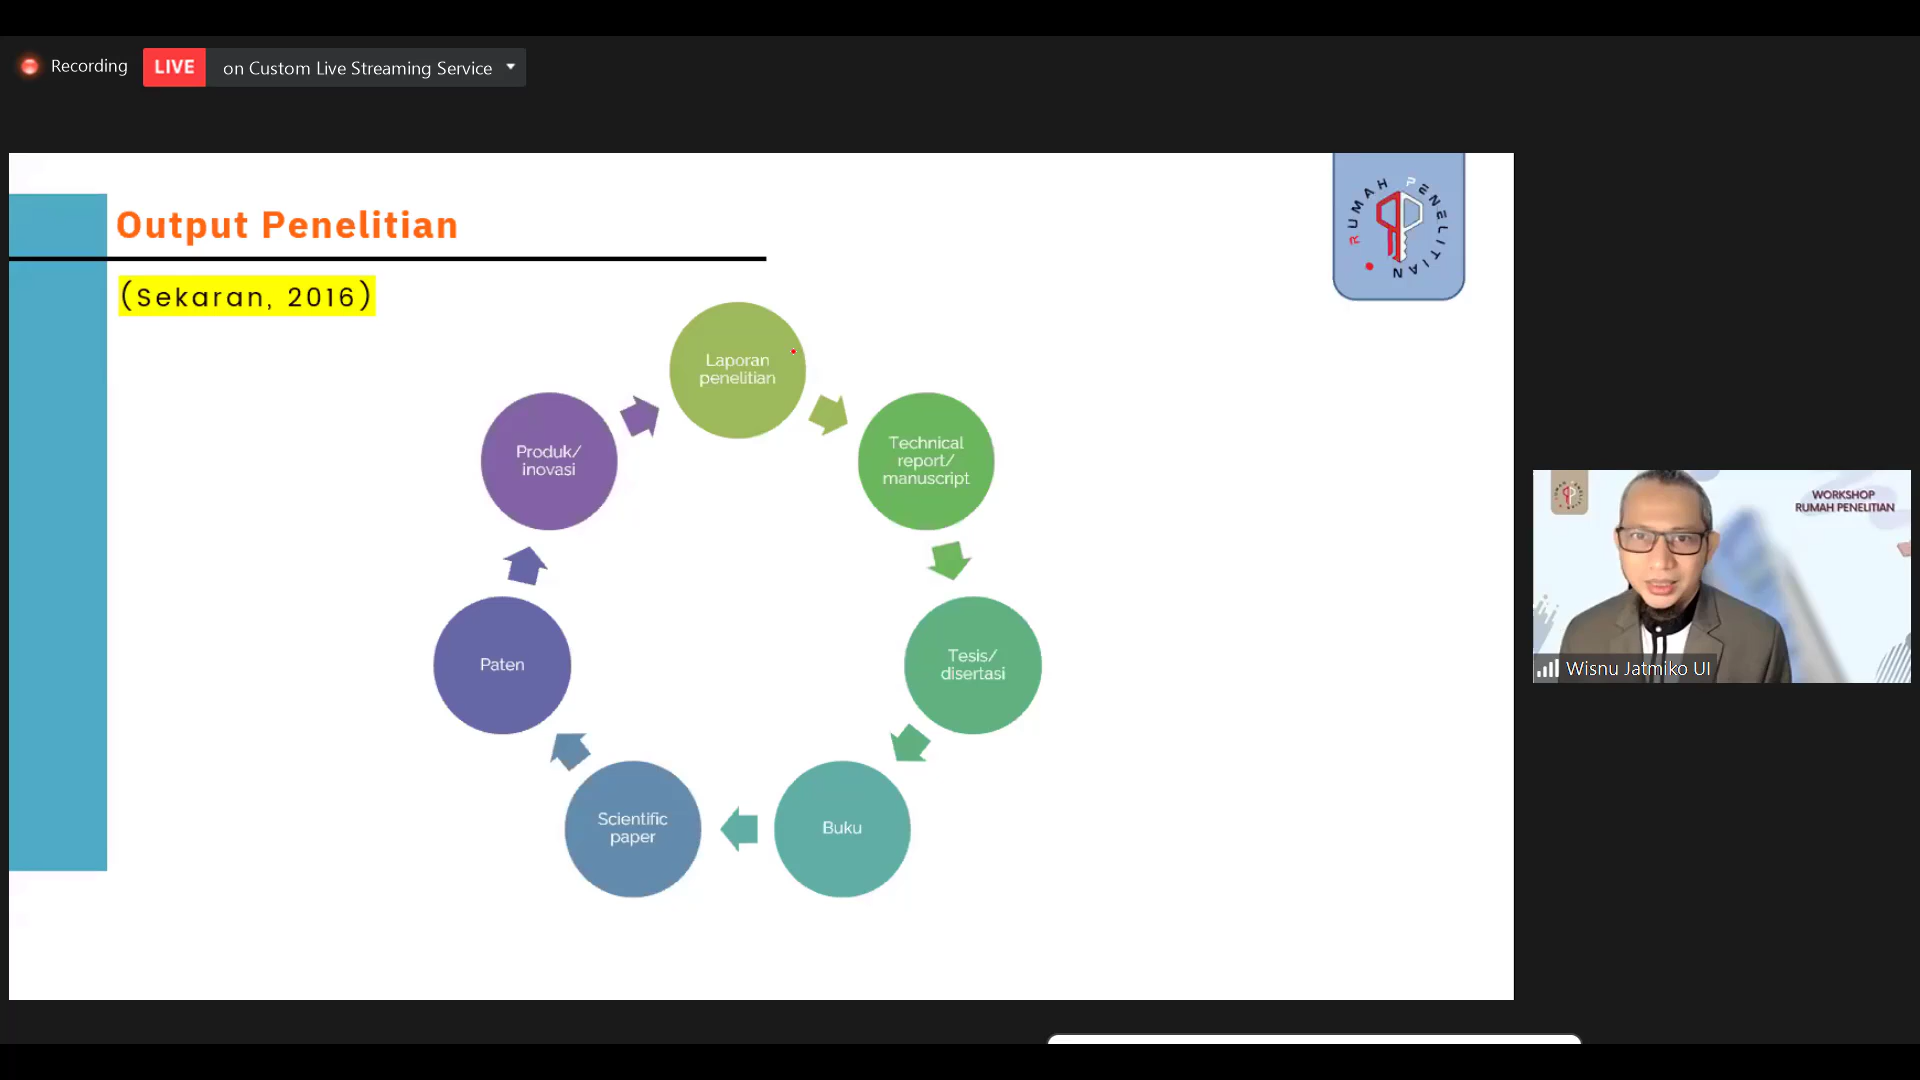 Recording
LIVE on Custom Live Streaming Service
Output Penelitian
(Sekaran, 2016)
RUMAH PENELITIAN
Laporan
penelitian
Technical
report/
manuscript
Tesis/
disertasi
Buku
Scientific
paper
Paten
Produk/
inovasi
WORKSHOP
RUMAH PENELITIAN
Wisnu Jatmiko UI